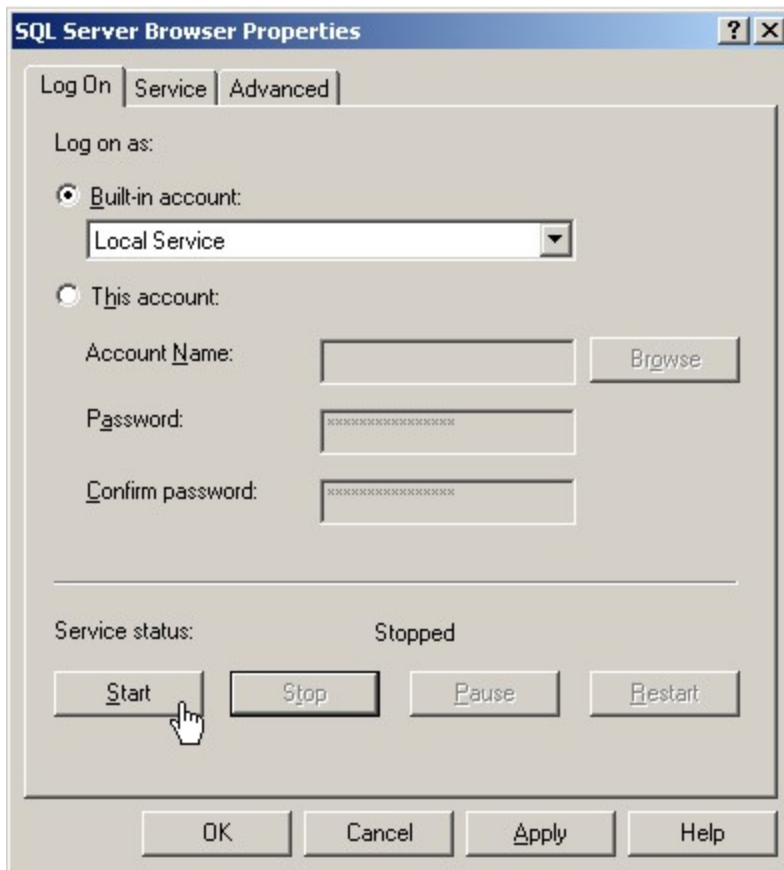 SQL Server Browser Properties
Log On Service Advanced
Log on as:
Built-in account:
Local Service
This account:
Account Name: Browse
Password: ****************
Confirm password: ****************
Service status: Stopped
Start Stop Pause Restart
OK Cancel Apply Help